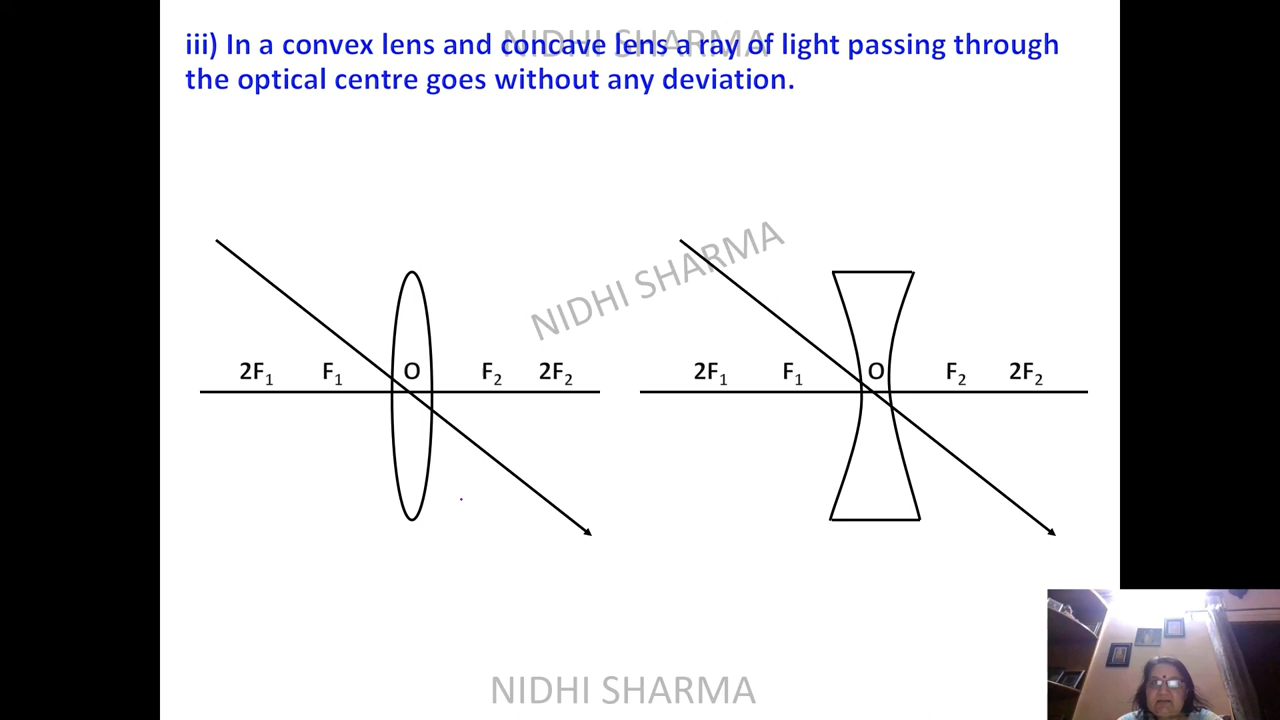 NIDHI SHARMA
iii) In a convex lens and concave lens a ray of light passing through
the optical centre goes without any deviation.
NIDHI SHARMA
2F₁ F₁ O F₂ 2F₂ 2F₁ F₁ O F₂ 2F₂
NIDHI SHARMA